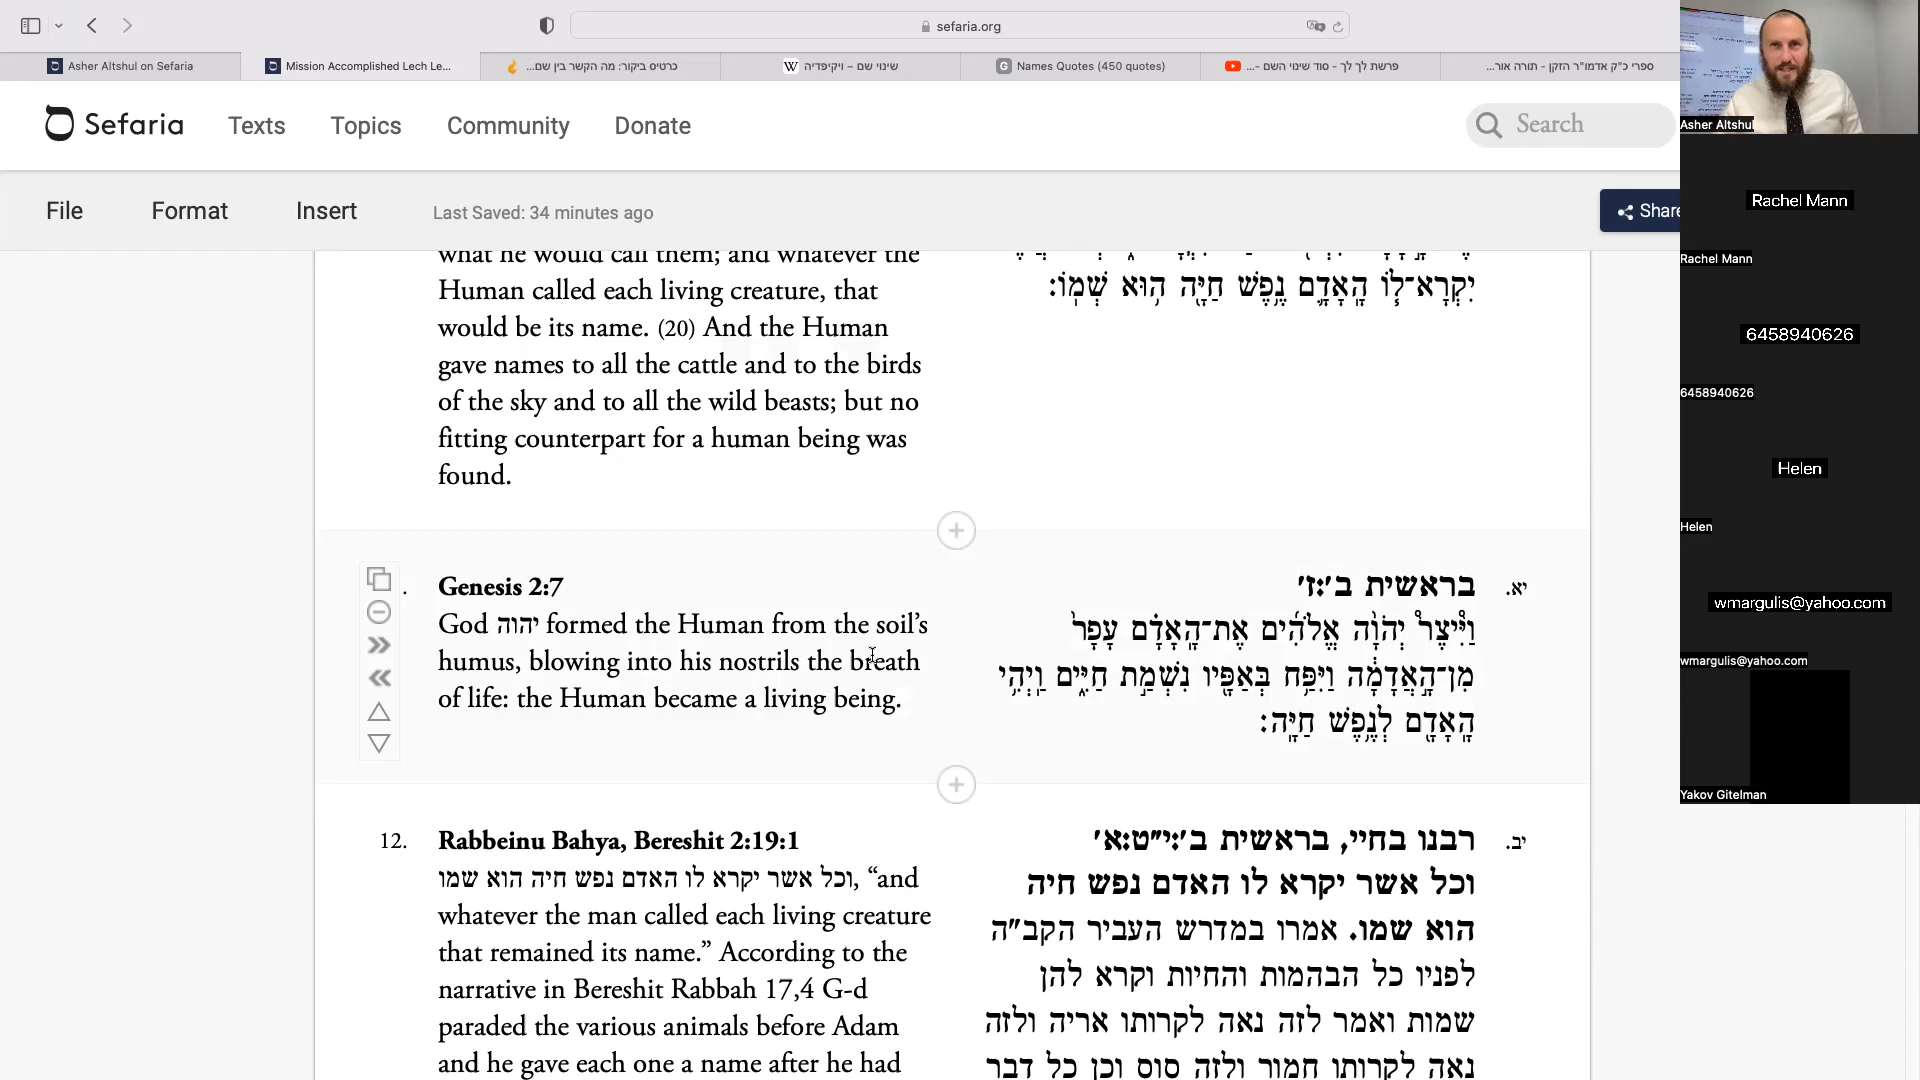 sefaria.org
Asher Altshul on Sefaria
Mission Accomplished Lech Le...
כרטיס ביקור: מה הקשר בין שם...
שינוי שם – ויקיפדיה
Names Quotes (450 quotes)
פרשת לך לך - סוד שינוי השם -...
ספרי כ"ק אדמו"ר הזקן - תורה אור...
Sefaria
Texts
Topics
Community
Donate
Search
File
Format
Insert
Last Saved: 34 minutes ago
Share
what he would call them; and whatever the
Human called each living creature, that
would be its name. (20) And the Human
gave names to all the cattle and to the birds
of the sky and to all the wild beasts; but no
fitting counterpart for a human being was
found.
יִקְרָא־ל֧וֹ הָֽאָדָ֛ם נֶ֥פֶשׁ חַיָּ֖ה ה֥וּא שְׁמֽוֹ׃
Genesis 2:7
God יהוה formed the Human from the soil’s
humus, blowing into his nostrils the breath
of life: the Human became a living being.
יא.
בראשית ב׳:ז׳
וַיִּ֩יצֶר֩ יְהֹוָ֨ה אֱלֹהִ֜ים אֶת־הָֽאָדָ֗ם עָפָר֙
מִן־הָ֣אֲדָמָ֔ה וַיִּפַּ֥ח בְּאַפָּ֖יו נִשְׁמַ֣ת חַיִּ֑ים וַֽיְהִ֥י
הָֽאָדָ֖ם לְנֶ֥פֶשׁ חַיָּֽה׃
12.
Rabbeinu Bahya, Bereshit 2:19:1
וכל אשר יקרא לו האדם נפש חיה הוא שמו, “and
whatever the man called each living creature
that remained its name.” According to the
narrative in Bereshit Rabbah 17,4 G-d
paraded the various animals before Adam
and he gave each one a name after he had
יב.
רבנו בחיי, בראשית ב׳:י״ט:א׳
וכל אשר יקרא לו האדם נפש חיה
הוא שמו. אמרו במדרש העביר הקב"ה
לפניו כל הבהמות והחיות וקרא להן
שמות ואמר לזה נאה לקרותו אריה ולזה
נאה לקרותו חמור ולזה סוס וכן כל דבר
Asher Altshul
Rachel Mann
Rachel Mann
6458940626
6458940626
Helen
Helen
wmargulis@yahoo.com
wmargulis@yahoo.com
Yakov Gitelman